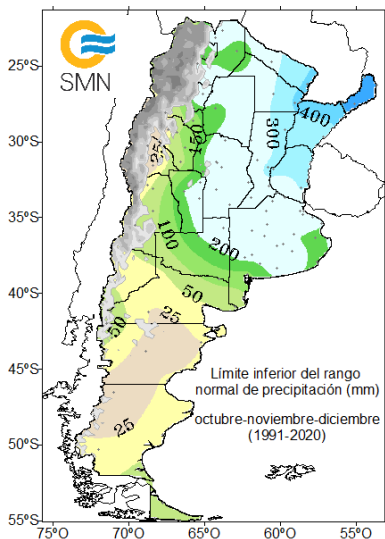 SMN
25°S
30°S
35°S
40°S
45°S
50°S
55°S
400
300
150
25
100
200
50
25
50
25
Límite inferior del rango
normal de precipitación (mm)
octubre-noviembre-diciembre
(1991-2020)
75°O
70°O
65°O
60°O
55°O